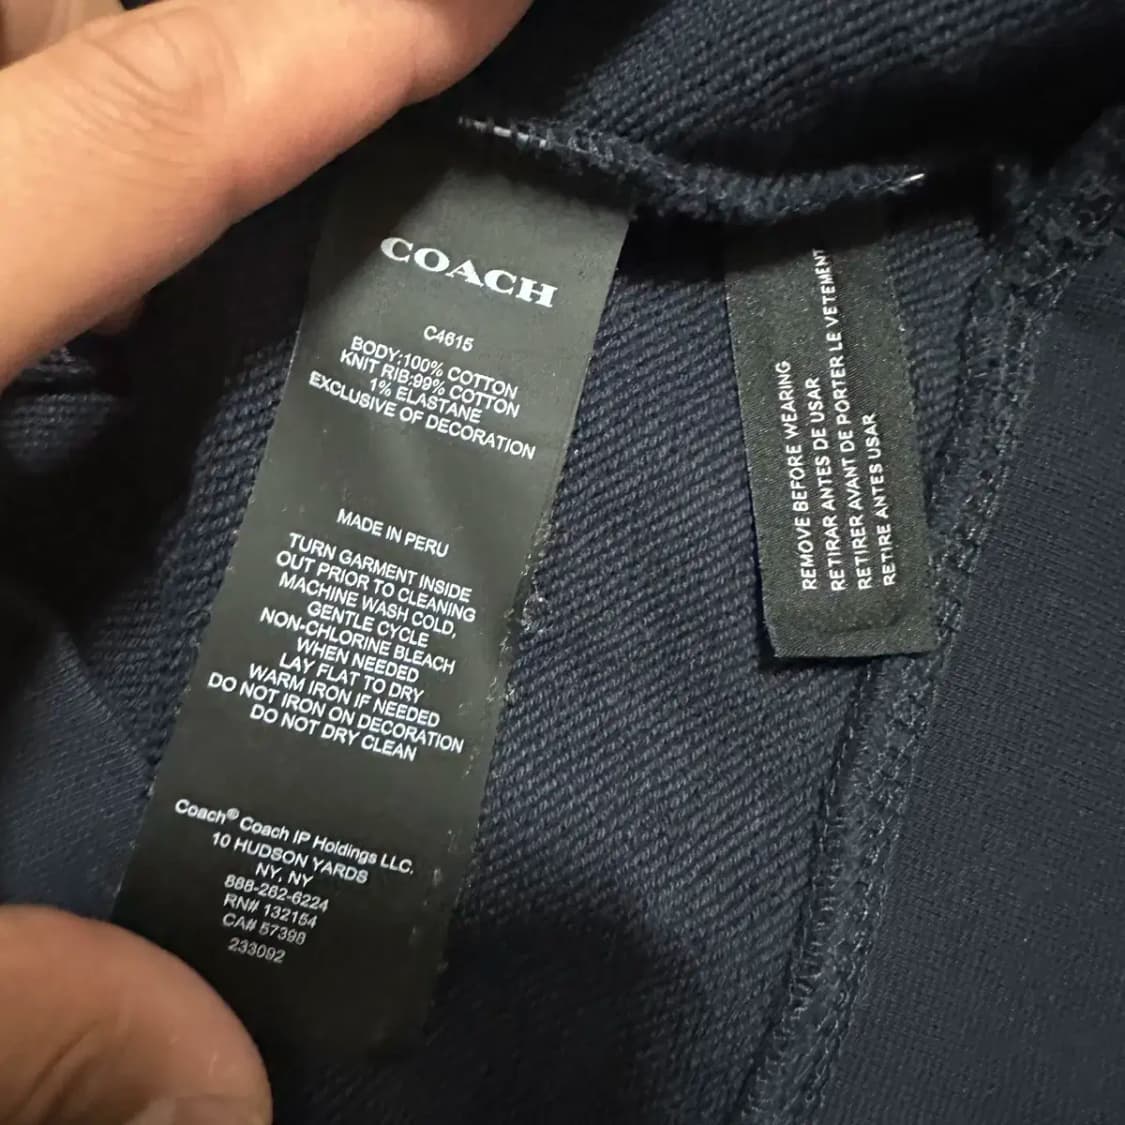 COACH
C4615
BODY:100% COTTON
KNIT RIB:99% COTTON
1% ELASTANE
EXCLUSIVE OF DECORATION
MADE IN PERU
TURN GARMENT INSIDE
OUT PRIOR TO CLEANING
MACHINE WASH COLD,
GENTLE CYCLE
NON-CHLORINE BLEACH
WHEN NEEDED
LAY FLAT TO DRY
WARM IRON IF NEEDED
DO NOT IRON ON DECORATION
DO NOT DRY CLEAN
Coach® Coach IP Holdings LLC.
10 HUDSON YARDS
NY, NY
888-262-6224
RN# 132154
CA# 57398
233092
REMOVE BEFORE WEARING
RETIRAR ANTES DE USAR
RETIRER AVANT DE PORTER LE VETEMENT
RETIRE ANTES USAR